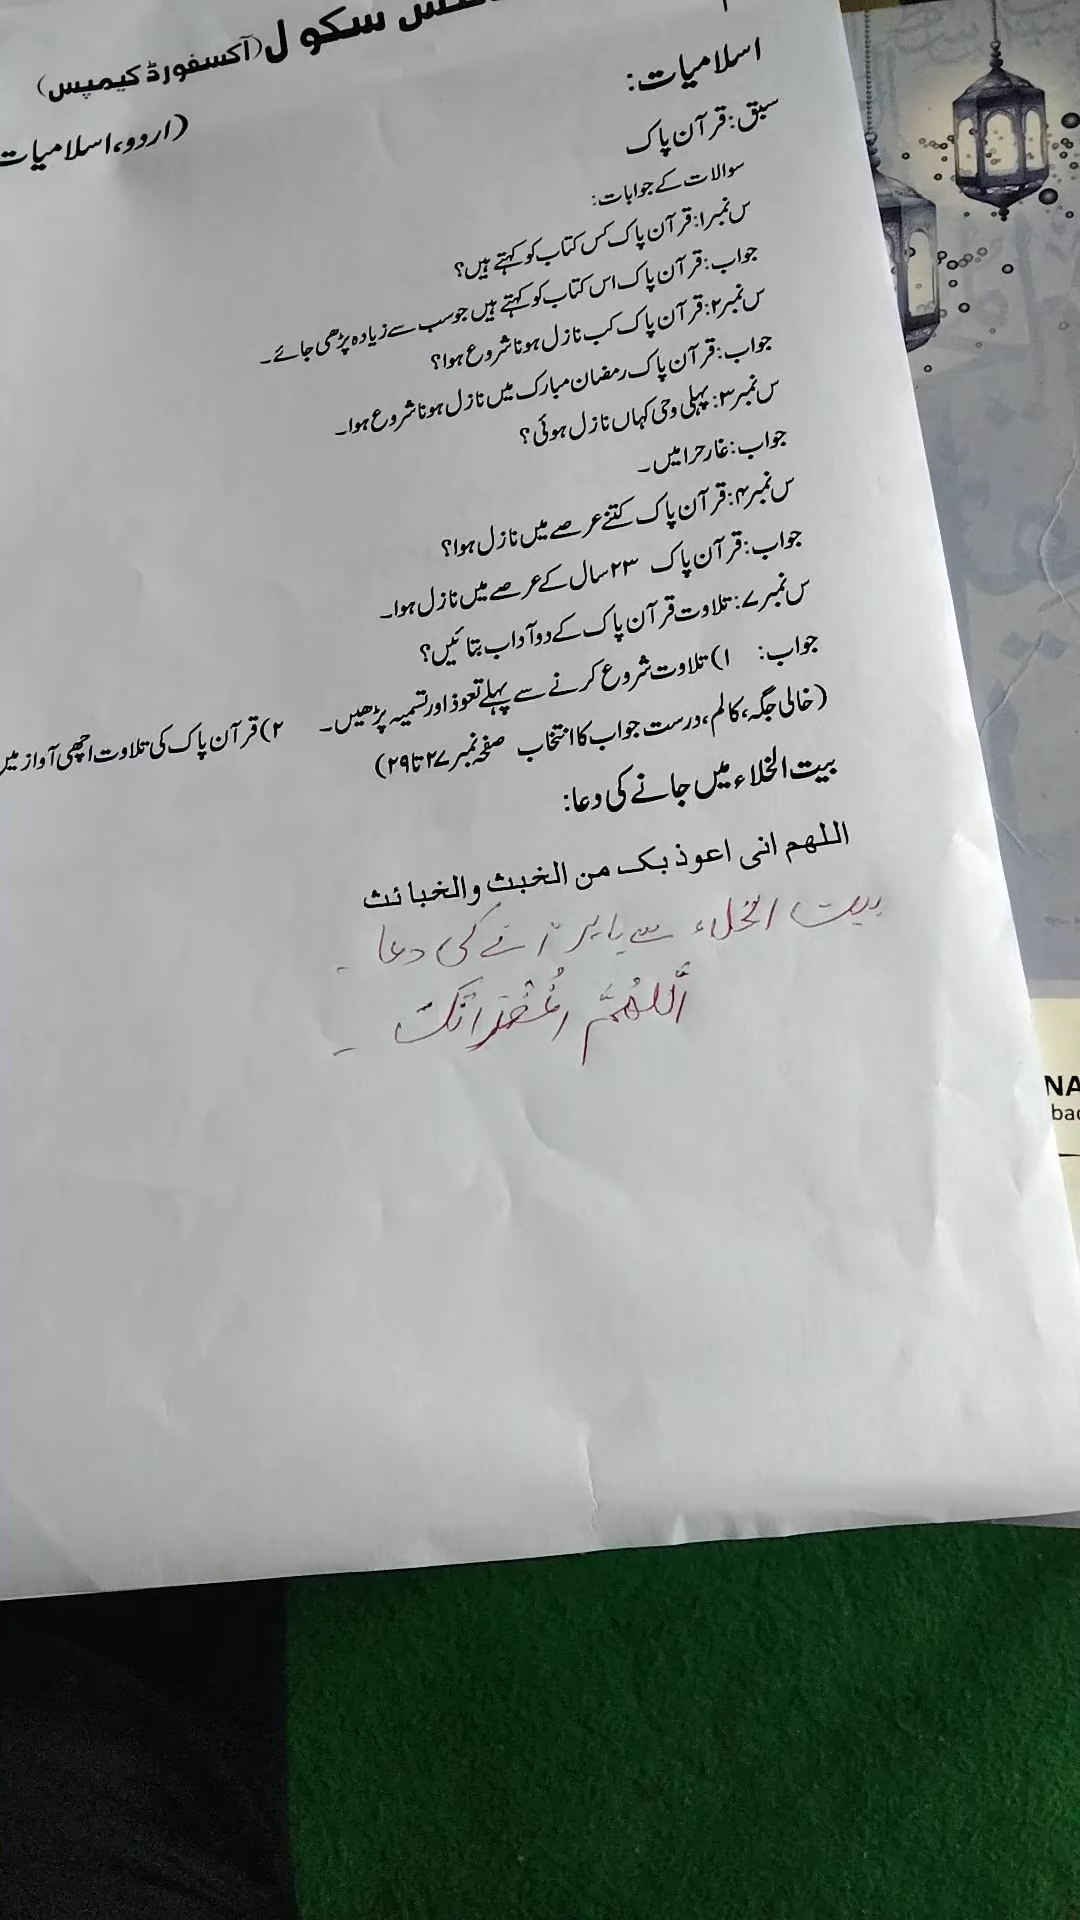 سکول (آکسفورڈ کیمپس)
(اردو، اسلامیات
اسلامیات:
سبق: قرآن پاک
سوالات کے جوابات:
س نمبر۱: قرآن پاک کس کتاب کو کہتے ہیں؟
جواب: قرآن پاک اس کتاب کو کہتے ہیں جو سب سے زیادہ پڑھی جائے۔
س نمبر۲: قرآن پاک کب نازل ہونا شروع ہوا؟
جواب: قرآن پاک رمضان مبارک میں نازل ہونا شروع ہوا۔
س نمبر۳: پہلی وحی کہاں نازل ہوئی؟
جواب: غار حرا میں۔
س نمبر۴: قرآن پاک کتنے عرصے میں نازل ہوا؟
جواب: قرآن پاک ۲۳ سال کے عرصے میں نازل ہوا۔
س نمبر۷: تلاوت قرآن پاک کے دو آداب بتائیں؟
جواب: ۱) تلاوت شروع کرنے سے پہلے تعوذ اور تسمیہ پڑھیں۔ ۲) قرآن پاک کی تلاوت اچھی آواز میں
(خالی جگہ، کالم، درست جواب کا انتخاب صفحہ نمبر ۲۷ تا ۲۹)
بیت الخلاء میں جانے کی دعا:
اللهم انی اعوذ بک من الخبث والخبائث
بیت الخلاء سے باہر آنے کی دعا ۔
اَللهُمَّ
NA
bac